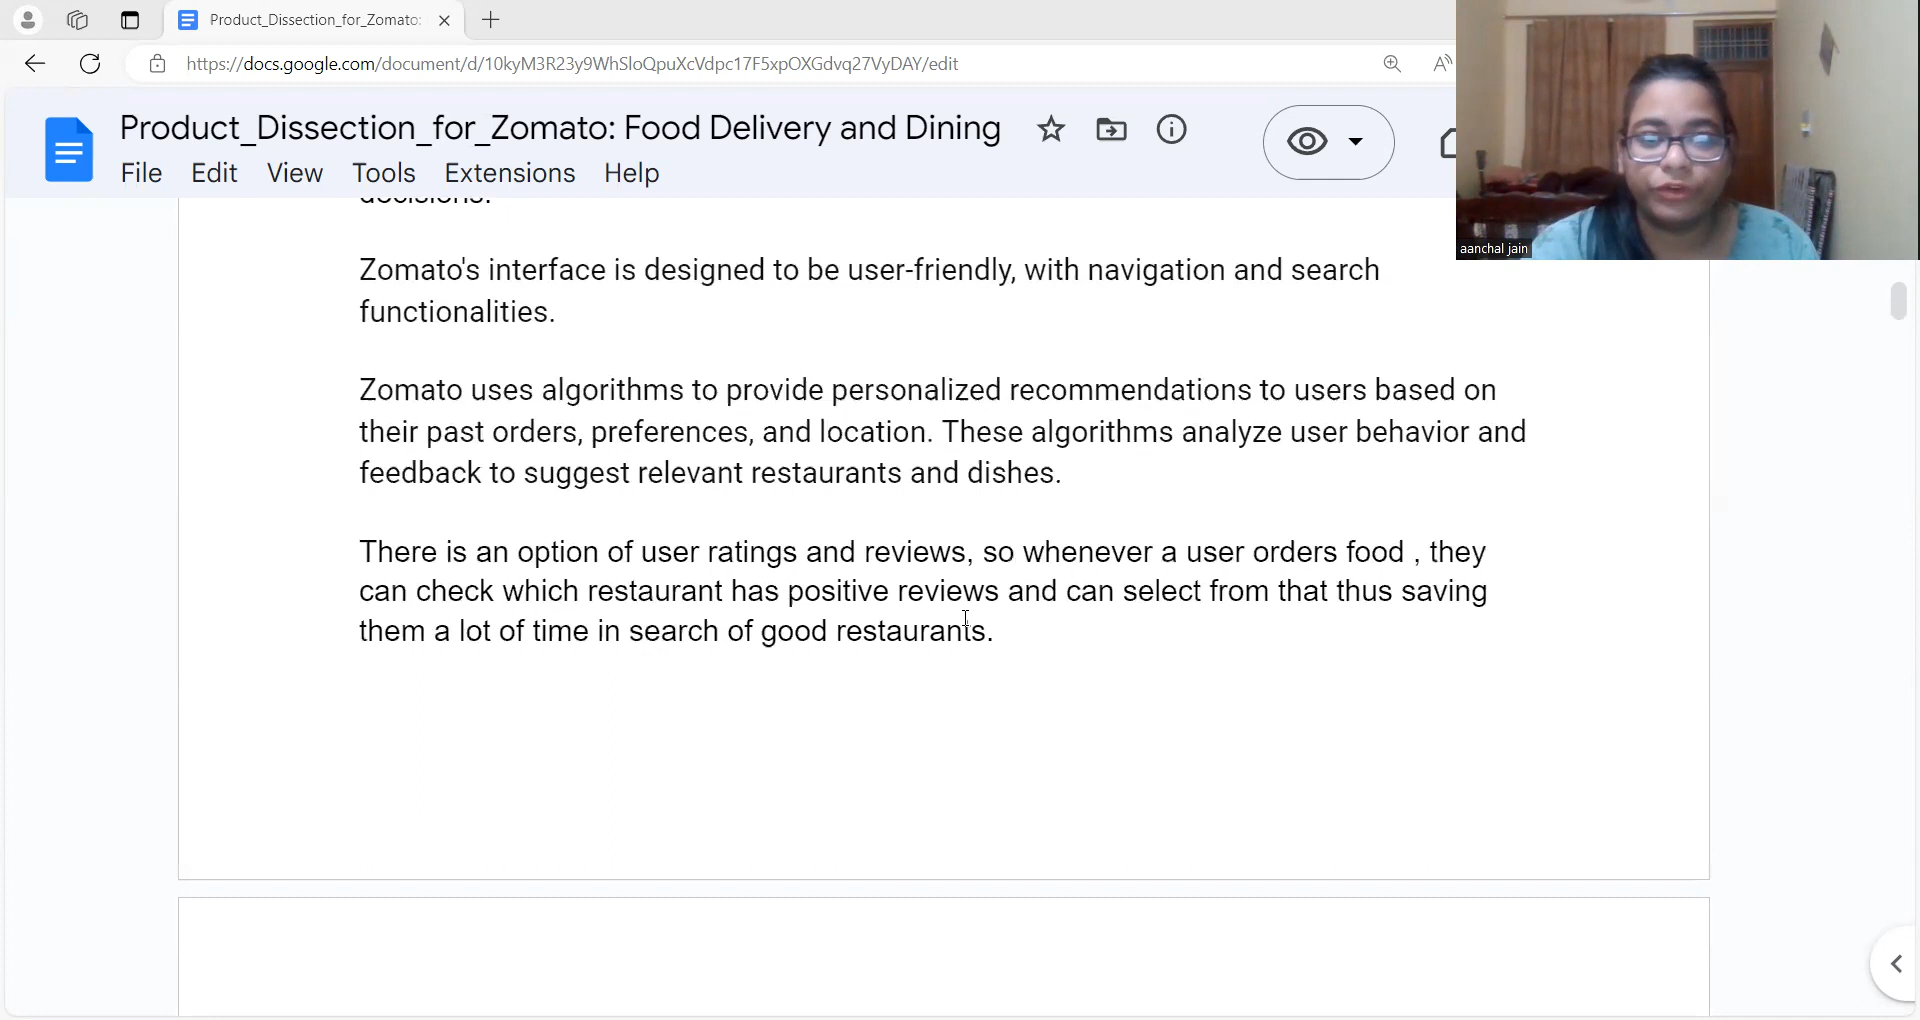 Product_Dissection_for_Zomato:
https://docs.google.com/document/d/10kyM3R23y9WhSloQpuXcVdpc17F5xpOXGdvq27VyDAY/edit
Product_Dissection_for_Zomato: Food Delivery and Dining
File Edit View Tools Extensions Help
aanchal jain
decisions.
Zomato's interface is designed to be user-friendly, with navigation and search
functionalities.
Zomato uses algorithms to provide personalized recommendations to users based on
their past orders, preferences, and location. These algorithms analyze user behavior and
feedback to suggest relevant restaurants and dishes.
There is an option of user ratings and reviews, so whenever a user orders food , they
can check which restaurant has positive reviews and can select from that thus saving
them a lot of time in search of good restaurants.